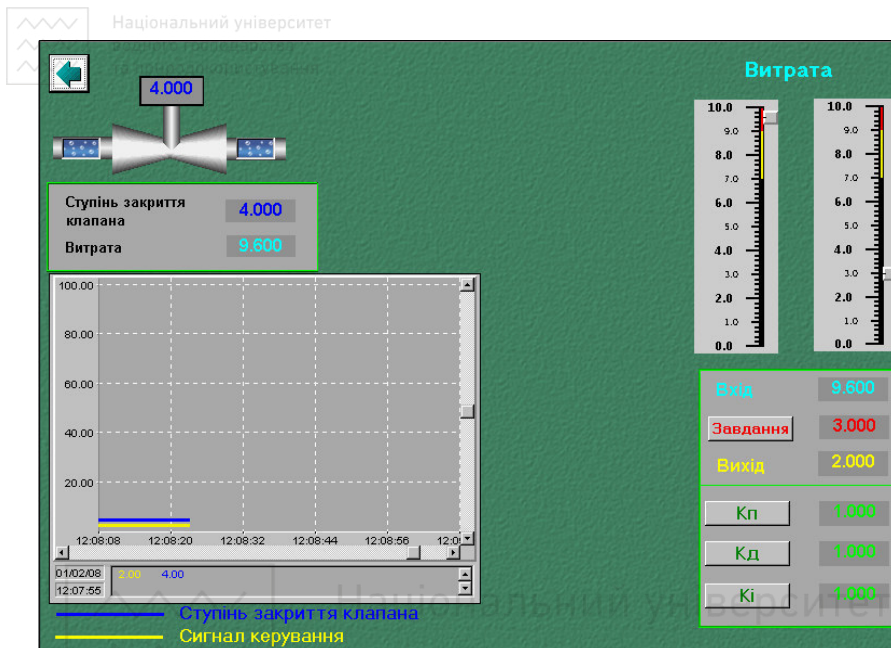 Національний університет
4.000
Витрата
Ступінь закриття
клапана
4.000
Витрата
9.600
10.0
9.0
8.0
7.0
6.0
5.0
4.0
3.0
2.0
1.0
0.0
10.0
9.0
8.0
7.0
6.0
5.0
4.0
3.0
2.0
1.0
0.0
100.00
80.00
60.00
40.00
20.00
12:08:08 12:08:20 12:08:32 12:08:44 12:08:56
01/02/08 2.00 4.00
12:07:55
Ступінь закриття клапана
Сигнал керування
Вхід 9.600
Завдання 3.000
Вихід 2.000
Кп 1.000
Кд 1.000
Кі 1.000
Національний університет